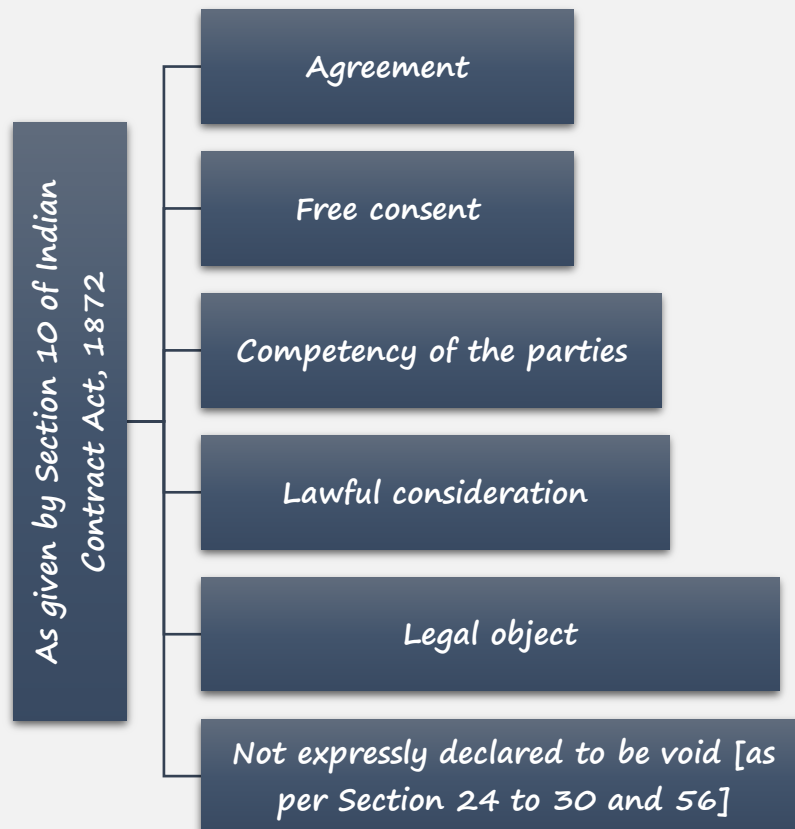 As given by Section 10 of Indian
Contract Act, 1872
Agreement
Free consent
Competency of the parties
Lawful consideration
Legal object
Not expressly declared to be void [as
per Section 24 to 30 and 56]